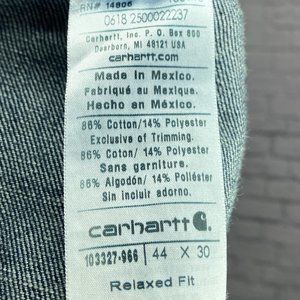 RN# 14806
0618 2500022237
Carhartt, Inc. P.O. Box 600
Dearborn, MI 48121 USA
carhartt.com
Made in Mexico.
Fabriqué au Mexique.
Hecho en México.
86% Cotton/ 14% Polyester
Exclusive of Trimming.
86% Coton/ 14% Polyester
Sans garniture.
86% Algodón/ 14% Poliéster
Sin incluir adorno.
carhartt
103327-966 44 X 30
Relaxed Fit